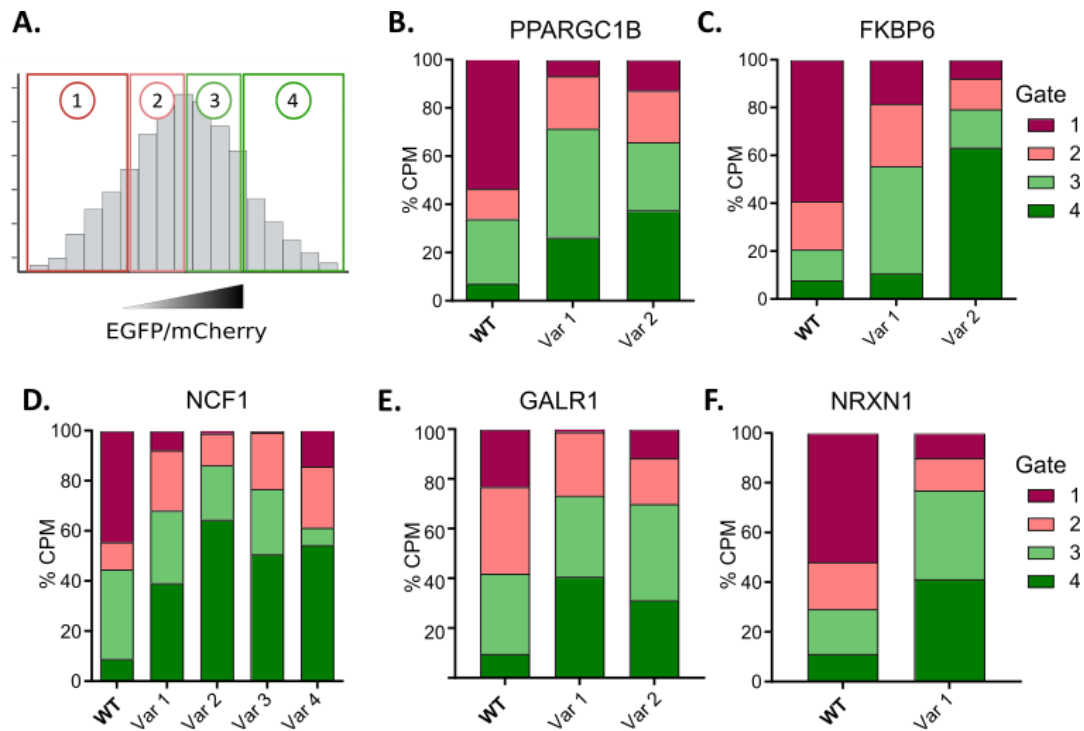 A.
1 2 3 4
EGFP/mCherry
B.
PPARGC1B
% CPM
100
80
60
40
20
0
WT Var 1 Var 2
C.
FKBP6
% CPM
100
80
60
40
20
0
WT Var 1 Var 2
Gate
1
2
3
4
D.
NCF1
% CPM
100
80
60
40
20
0
WT Var 1 Var 2 Var 3 Var 4
E.
GALR1
% CPM
100
80
60
40
20
WT Var 1 Var 2
F.
NRXN1
% CPM
100
80
60
40
20
0
WT Var 1
Gate
1
2
3
4